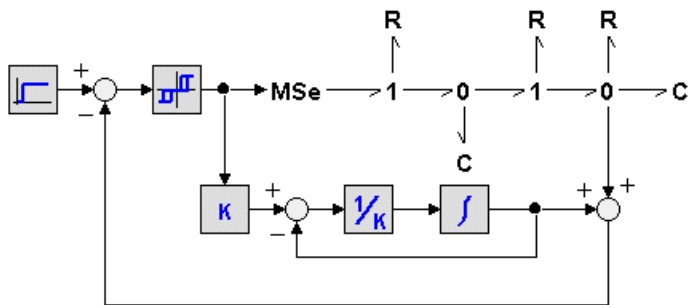 R R R
+ MSe 1 0 1 0 C
−
C + +
K + 1/K ∫ +
−